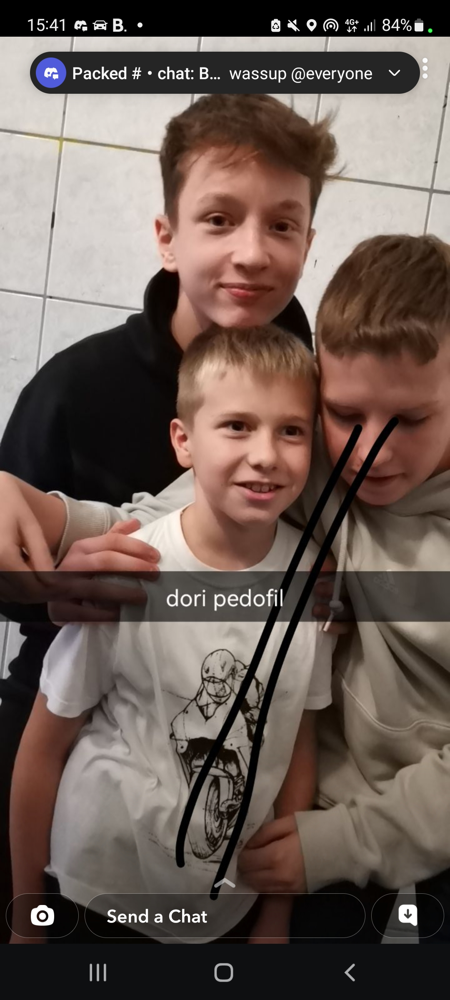 15:41 B. 4G+ 84%
Packed # • chat: B... wassup @everyone
dori pedofil
Send a Chat